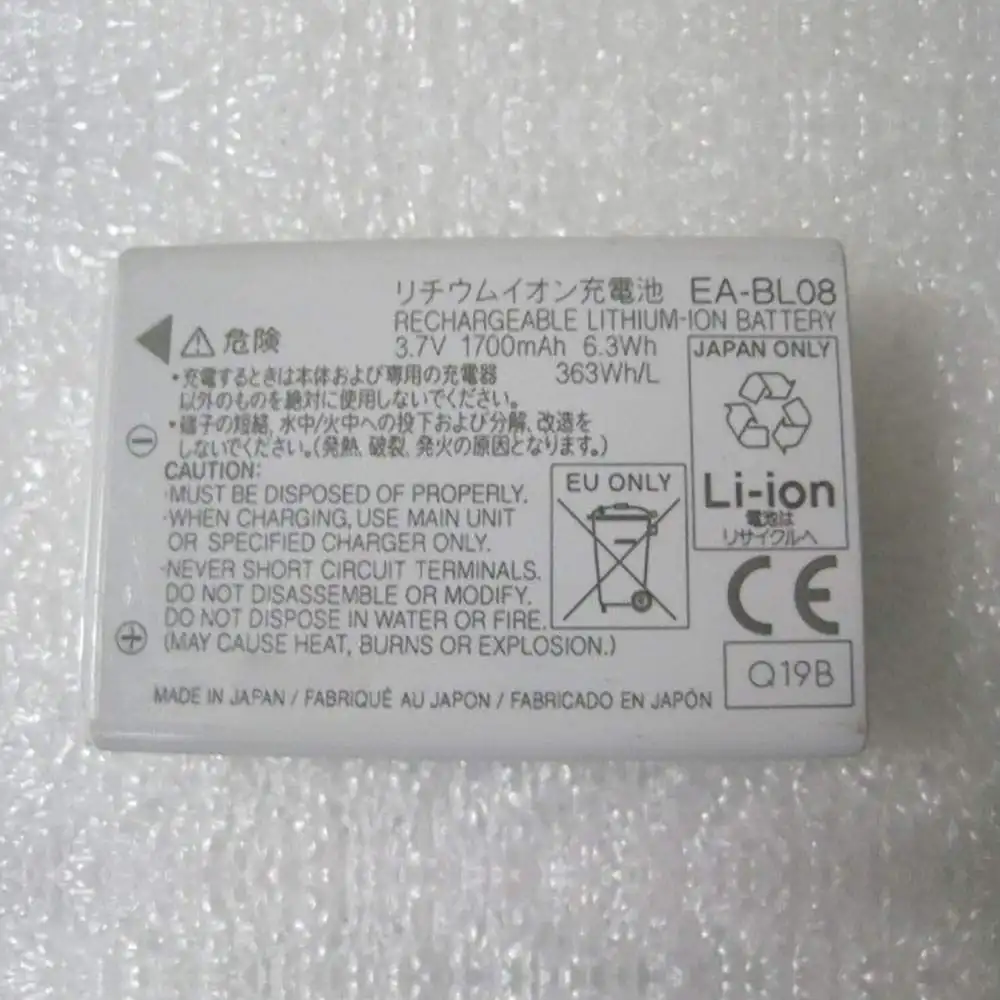 リチウムイオン充電池 EA-BL08
RECHARGEABLE LITHIUM-ION BATTERY
3.7V 1700mAh 6.3Wh
363Wh/L
危険
・充電するときは本体および専用の充電器
以外のものを絶対に使用しないでください。
・端子の短絡, 水中/火中への投下および分解, 改造を
しないでください。(発熱, 破裂, 発火の原因となります。)
CAUTION:
·MUST BE DISPOSED OF PROPERLY.
·WHEN CHARGING, USE MAIN UNIT
OR SPECIFIED CHARGER ONLY.
·NEVER SHORT CIRCUIT TERMINALS.
DO NOT DISASSEMBLE OR MODIFY.
DO NOT DISPOSE IN WATER OR FIRE.
(MAY CAUSE HEAT, BURNS OR EXPLOSION.)
EU ONLY
JAPAN ONLY
Li-ion
電池は
リサイクルへ
CE
Q19B
MADE IN JAPAN / FABRIQUÉ AU JAPON / FABRICADO EN JAPÓN